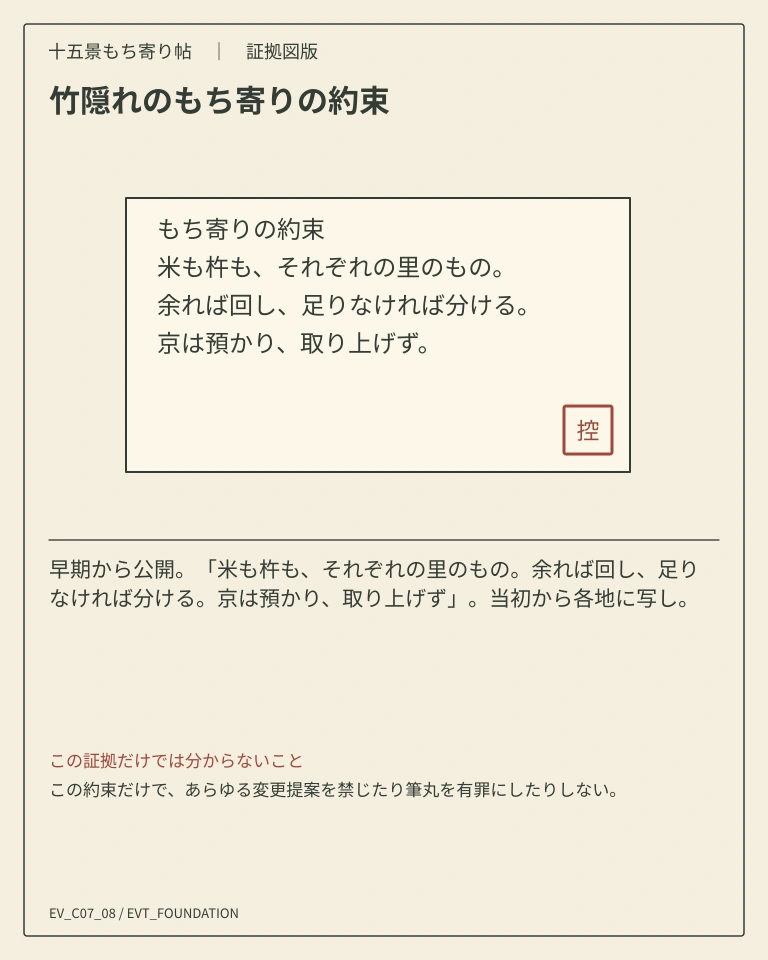 十五景もち寄り帖 ｜ 証拠図版
竹隠れのもち寄りの約束
もち寄りの約束
米も杵も、それぞれの里のもの。
余れば回し、足りなければ分ける。
京は預かり、取り上げず。
控
早期から公開。「米も杵も、それぞれの里のもの。余れば回し、足り
なければ分ける。京は預かり、取り上げず」。当初から各地に写し。
この証拠だけでは分からないこと
この約束だけで、あらゆる変更提案を禁じたり筆丸を有罪にしたりしない。
EV_C07_08 / EVT_FOUNDATION